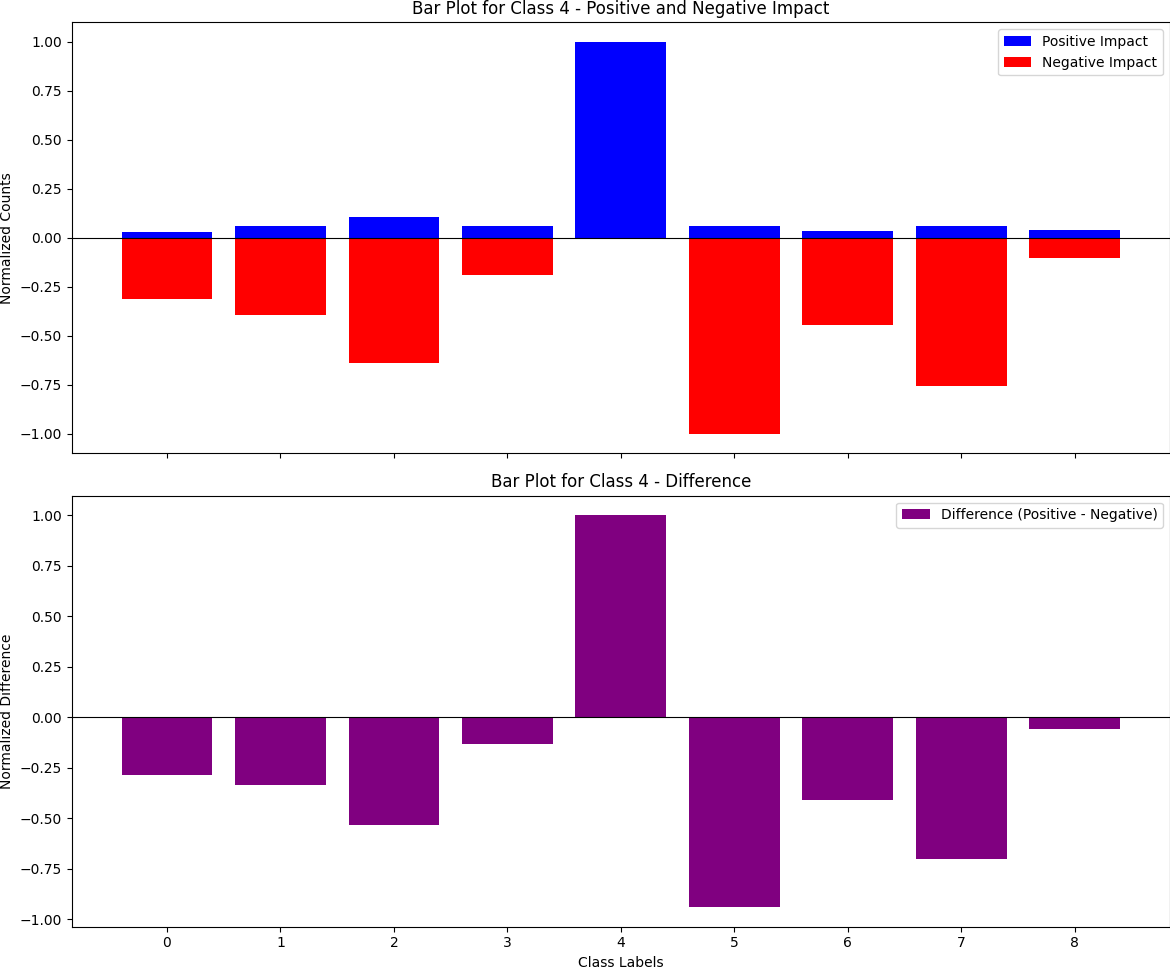 Bar Plot for Class 4 - Positive and Negative Impact
Positive Impact
Negative Impact
Normalized Counts
1.00
0.75
0.50
0.25
0.00
−0.25
−0.50
−0.75
−1.00
Bar Plot for Class 4 - Difference
Difference (Positive - Negative)
Normalized Difference
1.00
0.75
0.50
0.25
0.00
−0.25
−0.50
−0.75
−1.00
0 1 2 3 4 5 6 7 8
Class Labels